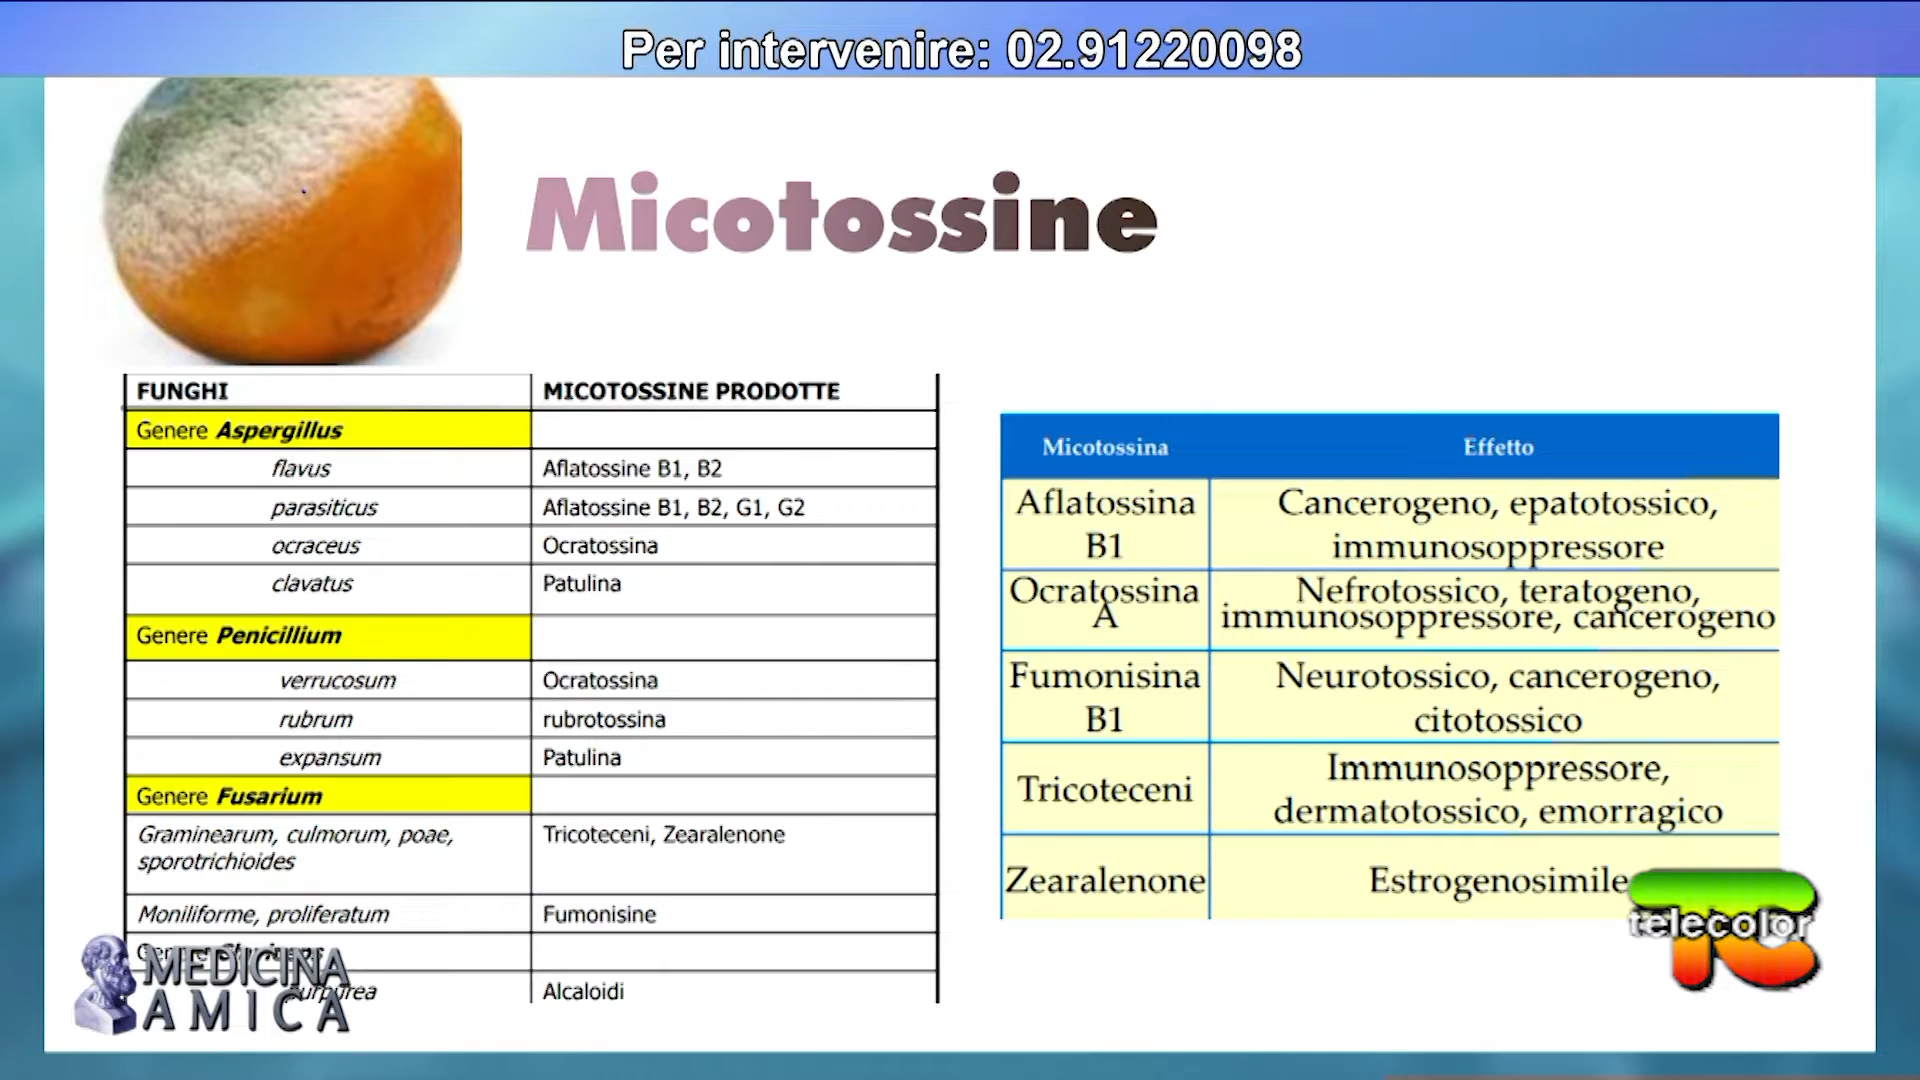 Per intervenire: 02.91220098
Micotossine
FUNGHI MICOTOSSINE PRODOTTE
Genere Aspergillus
flavus Aflatossine B1, B2
parasiticus Aflatossine B1, B2, G1, G2
ocraceus Ocratossina
clavatus Patulina
Genere Penicillium
verrucosum Ocratossina
rubrum rubrotossina
expansum Patulina
Genere Fusarium
Graminearum, culmorum, poae, Tricoteceni, Zearalenone
sporotrichioides
Moniliforme, proliferatum Fumonisine
purpurea Alcaloidi
Micotossina Effetto
Aflatossina Cancerogeno, epatotossico,
B1 immunosoppressore
Ocratossina Nefrotossico, teratogeno,
A immunosoppressore, cancerogeno
Fumonisina Neurotossico, cancerogeno,
B1 citotossico
Tricoteceni Immunosoppressore,
dermatotossico, emorragico
Zearalenone Estrogenosimile
MEDICINA
AMICA
telecolor